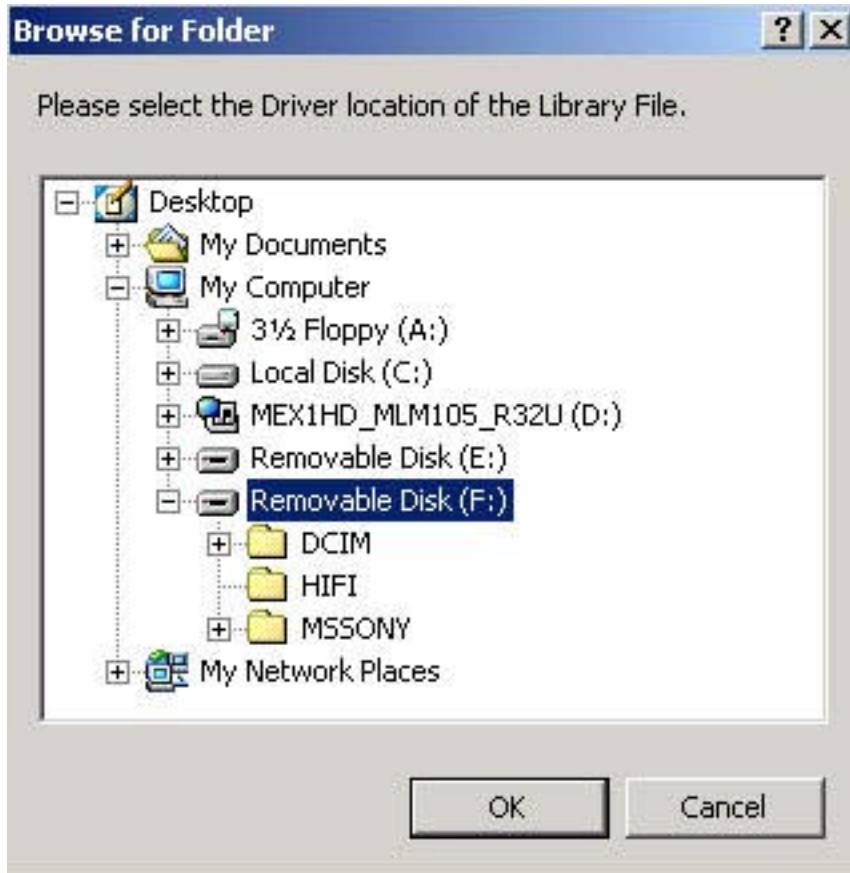 Browse for Folder
Please select the Driver location of the Library File.
Desktop
My Documents
My Computer
3½ Floppy (A:)
Local Disk (C:)
MEX1HD_MLM105_R32U (D:)
Removable Disk (E:)
Removable Disk (F:)
DCIM
HIFI
MSSONY
My Network Places
OK Cancel